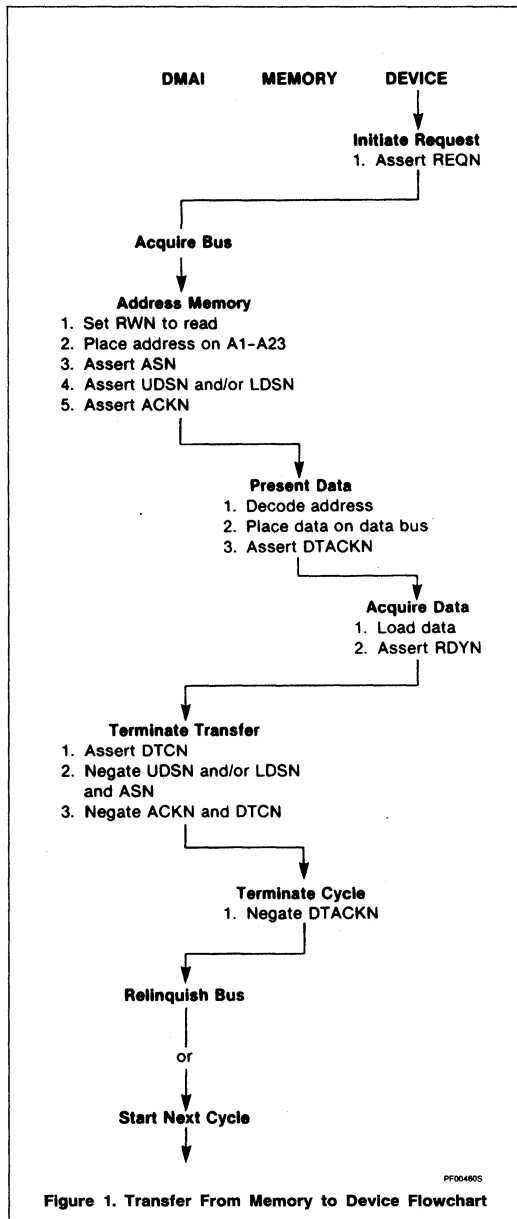 DMAI MEMORY DEVICE
Initiate Request
1. Assert REQN
Acquire Bus
Address Memory
1. Set RWN to read
2. Place address on A1-A23
3. Assert ASN
4. Assert UDSN and/or LDSN
5. Assert ACKN
Present Data
1. Decode address
2. Place data on data bus
3. Assert DTACKN
Acquire Data
1. Load data
2. Assert RDYN
Terminate Transfer
1. Assert DTCN
2. Negate UDSN and/or LDSN
and ASN
3. Negate ACKN and DTCN
Terminate Cycle
1. Negate DTACKN
Relinquish Bus
or
Start Next Cycle
PF00460S
Figure 1. Transfer From Memory to Device Flowchart